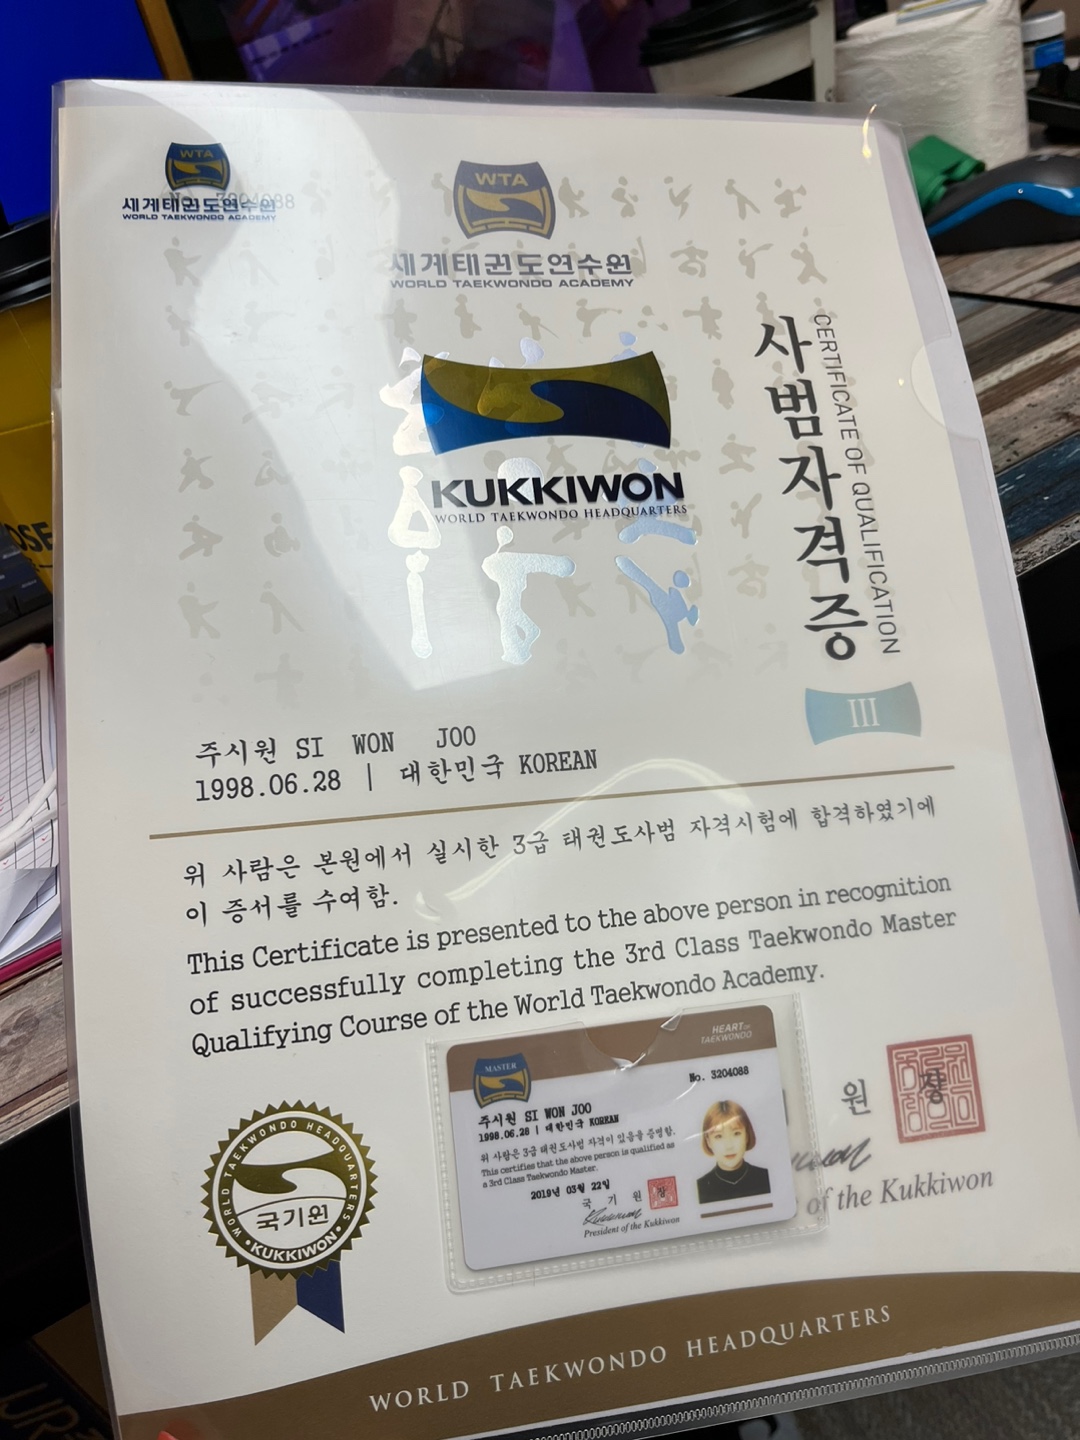 WTA
세계태권도연수원
WORLD TAEKWONDO ACADEMY
WTA
세계태권도연수원
WORLD TAEKWONDO ACADEMY
KUKKIWON
WORLD TAEKWONDO HEADQUARTERS
사범자격증
CERTIFICATE OF QUALIFICATION
III
주시원 SI WON JOO
1998.06.28 | 대한민국 KOREAN
위 사람은 본원에서 실시한 3급 태권도사범 자격시험에 합격하였기에
이 증서를 수여함.
This Certificate is presented to the above person in recognition
of successfully completing the 3rd Class Taekwondo Master
Qualifying Course of the World Taekwondo Academy.
MASTER
HEART OF
TAEKWONDO
No. 3204088
주시원 SI WON JOO
1998.06.28 | 대한민국 KOREAN
위 사람은 3급 태권도사범 자격이 있음을 증명함.
This certifies that the above person is qualified as
a 3rd Class Taekwondo Master.
2019년 03월 22일
국 기 원 장
President of the Kukkiwon
원 장
of the Kukkiwon
WORLD TAEKWONDO HEADQUARTERS
국기원
KUKKIWON
WORLD TAEKWONDO HEADQUARTERS